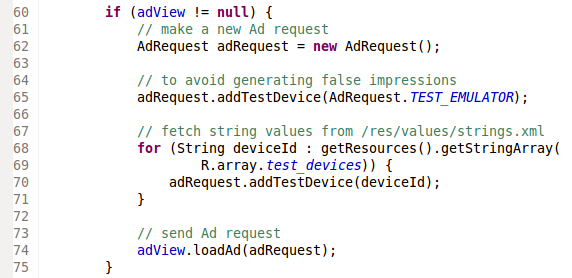 60 if (adView != null) {
61 // make a new Ad request
62 AdRequest adRequest = new AdRequest();
63
64 // to avoid generating false impressions
65 adRequest.addTestDevice(AdRequest.TEST_EMULATOR);
66
67 // fetch string values from /res/values/strings.xml
68 for (String deviceId : getResources().getStringArray(
69 R.array.test_devices)) {
70 adRequest.addTestDevice(deviceId);
71 }
72
73 // send Ad request
74 adView.loadAd(adRequest);
75 }